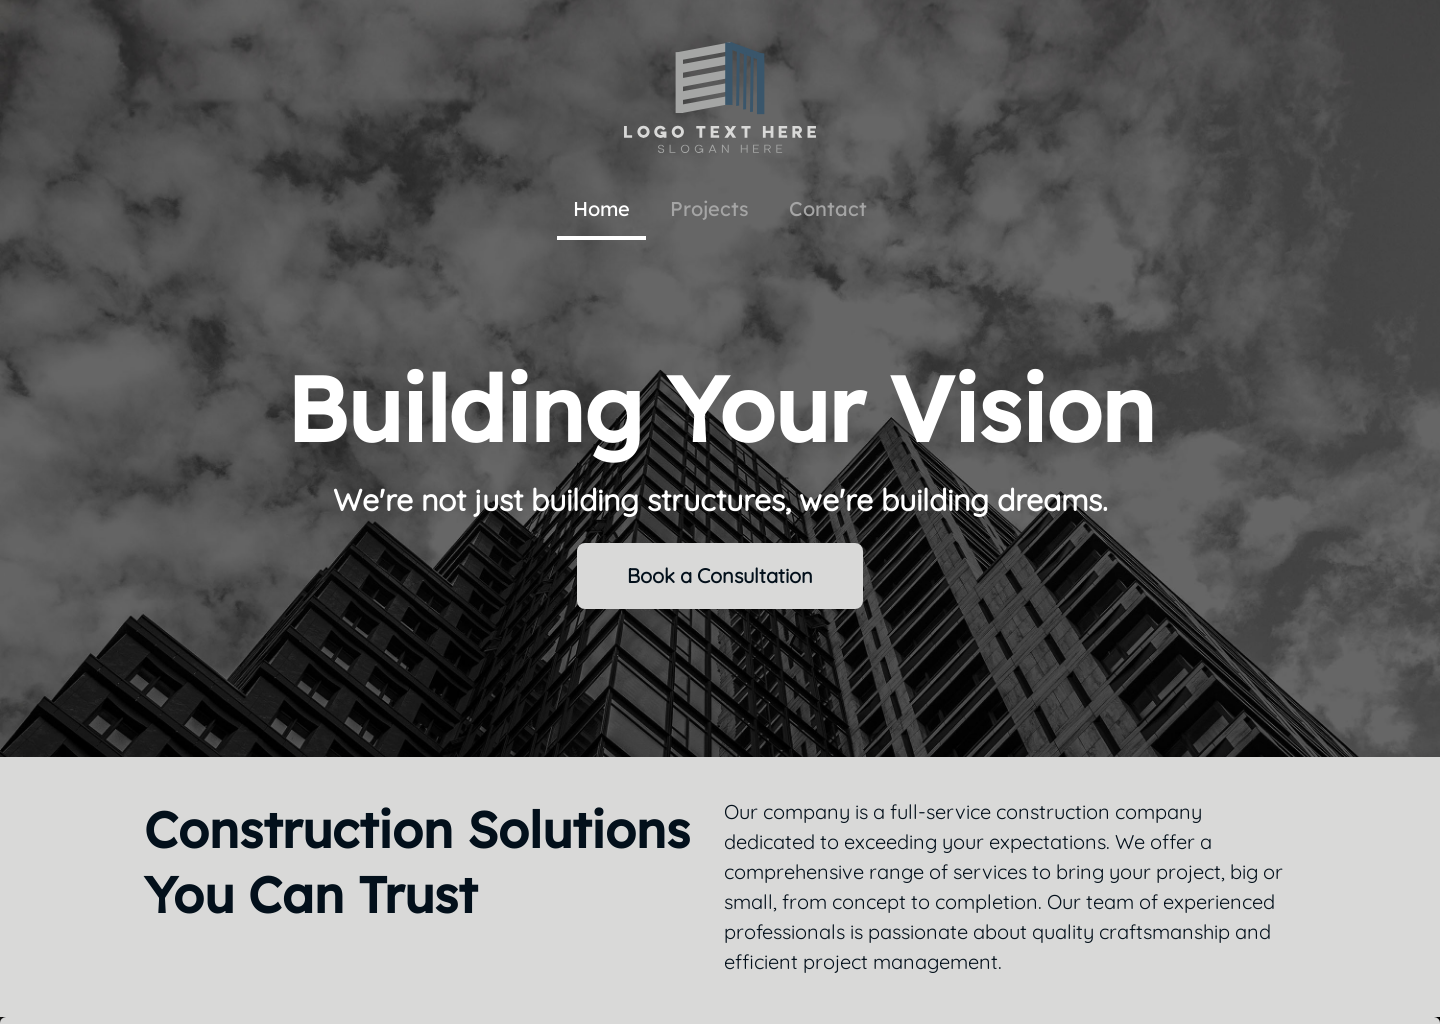 LOGO TEXT HERE
SLOGAN HERE
Home Projects Contact
Building Your Vision
We're not just building structures, we're building dreams.
Book a Consultation
Construction Solutions
You Can Trust
Our company is a full-service construction company
dedicated to exceeding your expectations. We offer a
comprehensive range of services to bring your project, big or
small, from concept to completion. Our team of experienced
professionals is passionate about quality craftsmanship and
efficient project management.